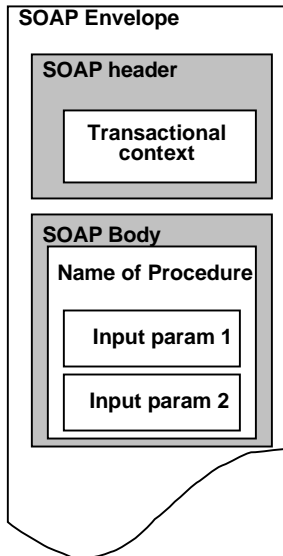 SOAP Envelope
SOAP header
Transactional
context
SOAP Body
Name of Procedure
Input param 1
Input param 2